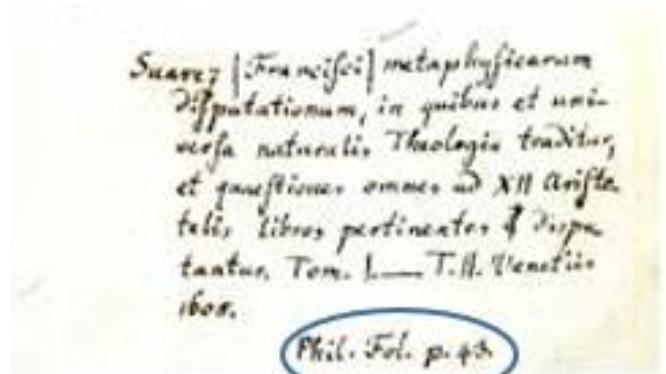 Suarez [Francisci] metaphysicarum
disputationum, in quibus et uni-
versa naturalis Theologia traditur,
et quaestiones omnes ad XII Aristo-
telis libros pertinentes dispu-
tantur. Tom. I.—T.II. Venetiis
Phil. Fol. p. 43.